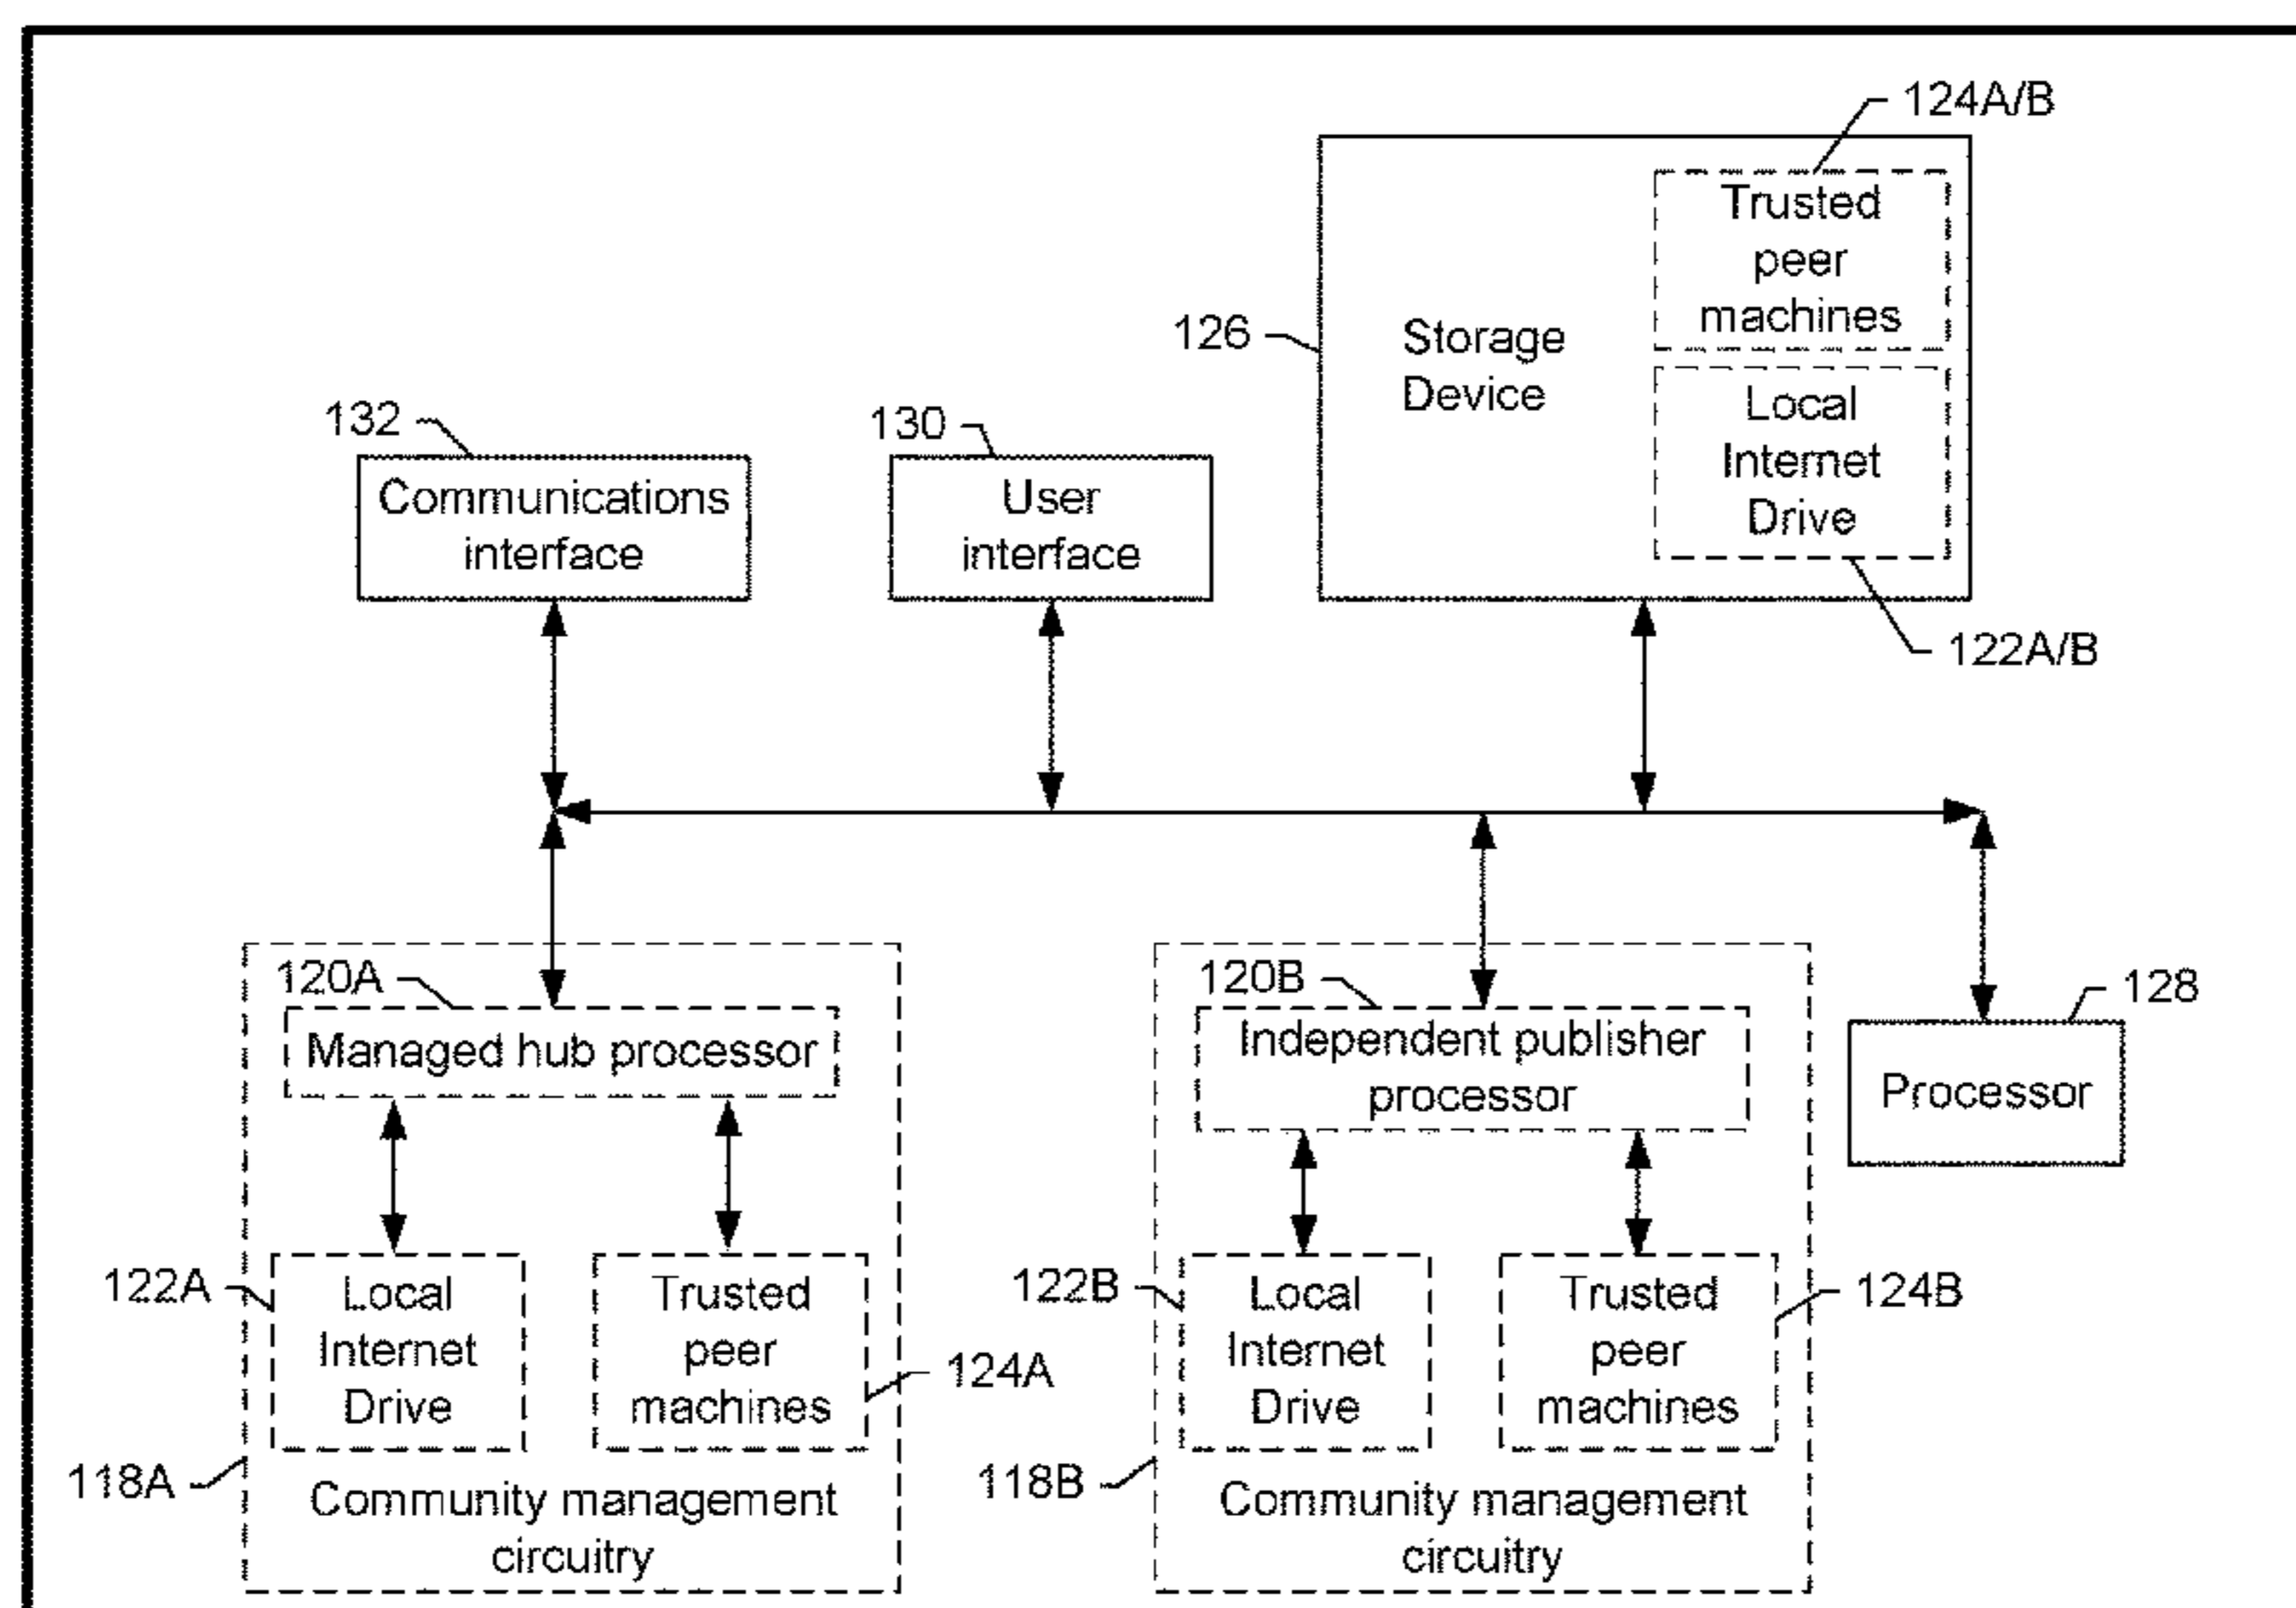 124A/B
Trusted
peer
machines
126
Storage
Device
Local
Internet
Drive
122A/B
132
Communications
interface
130
User
interface
120A
Managed hub processor
120B
Independent publisher
processor
128
Processor
122A
Local
Internet
Drive
Trusted
peer
machines
124A
118A
Community management
circuitry
122B
Local
Internet
Drive
Trusted
peer
machines
124B
118B
Community management
circuitry